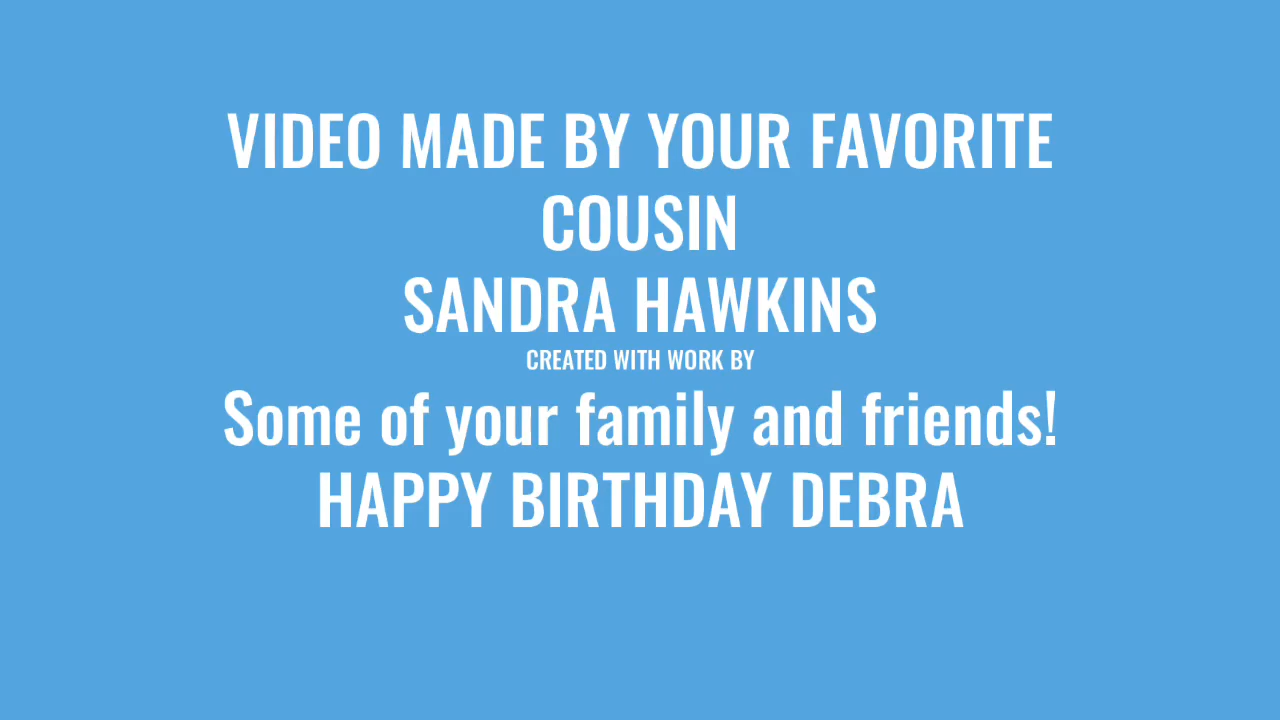 VIDEO MADE BY YOUR FAVORITE
COUSIN
SANDRA HAWKINS
CREATED WITH WORK BY
Some of your family and friends!
HAPPY BIRTHDAY DEBRA